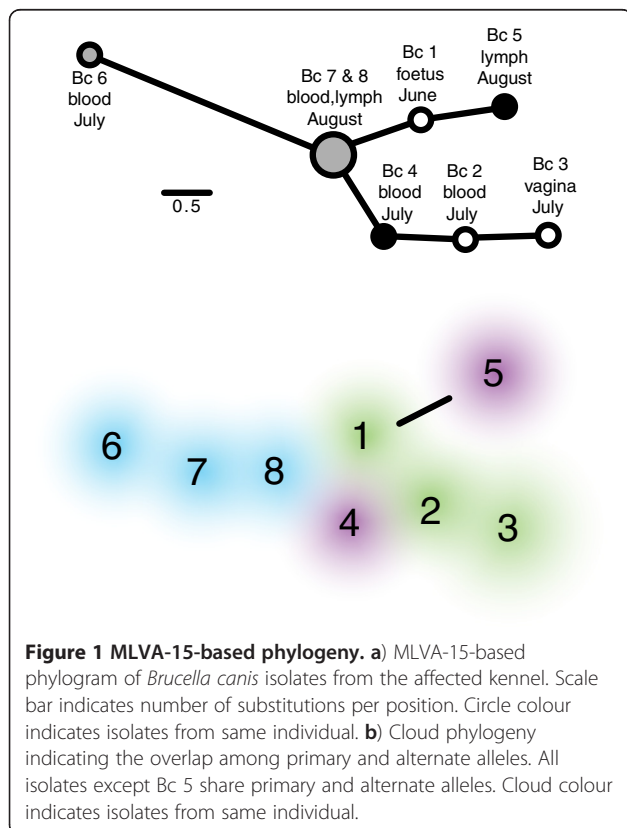 Bc 6
blood
July
Bc 7 & 8
blood,lymph
August
Bc 1
foetus
June
Bc 5
lymph
August
0.5
Bc 4
blood
July
Bc 2
blood
July
Bc 3
vagina
July
5
1
6
7
8
4
2
3
Figure 1 MLVA-15-based phylogeny. a) MLVA-15-based
phylogram of Brucella canis isolates from the affected kennel. Scale
bar indicates number of substitutions per position. Circle colour
indicates isolates from same individual. b) Cloud phylogeny
indicating the overlap among primary and alternate alleles. All
isolates except Bc 5 share primary and alternate alleles. Cloud colour
indicates isolates from same individual.